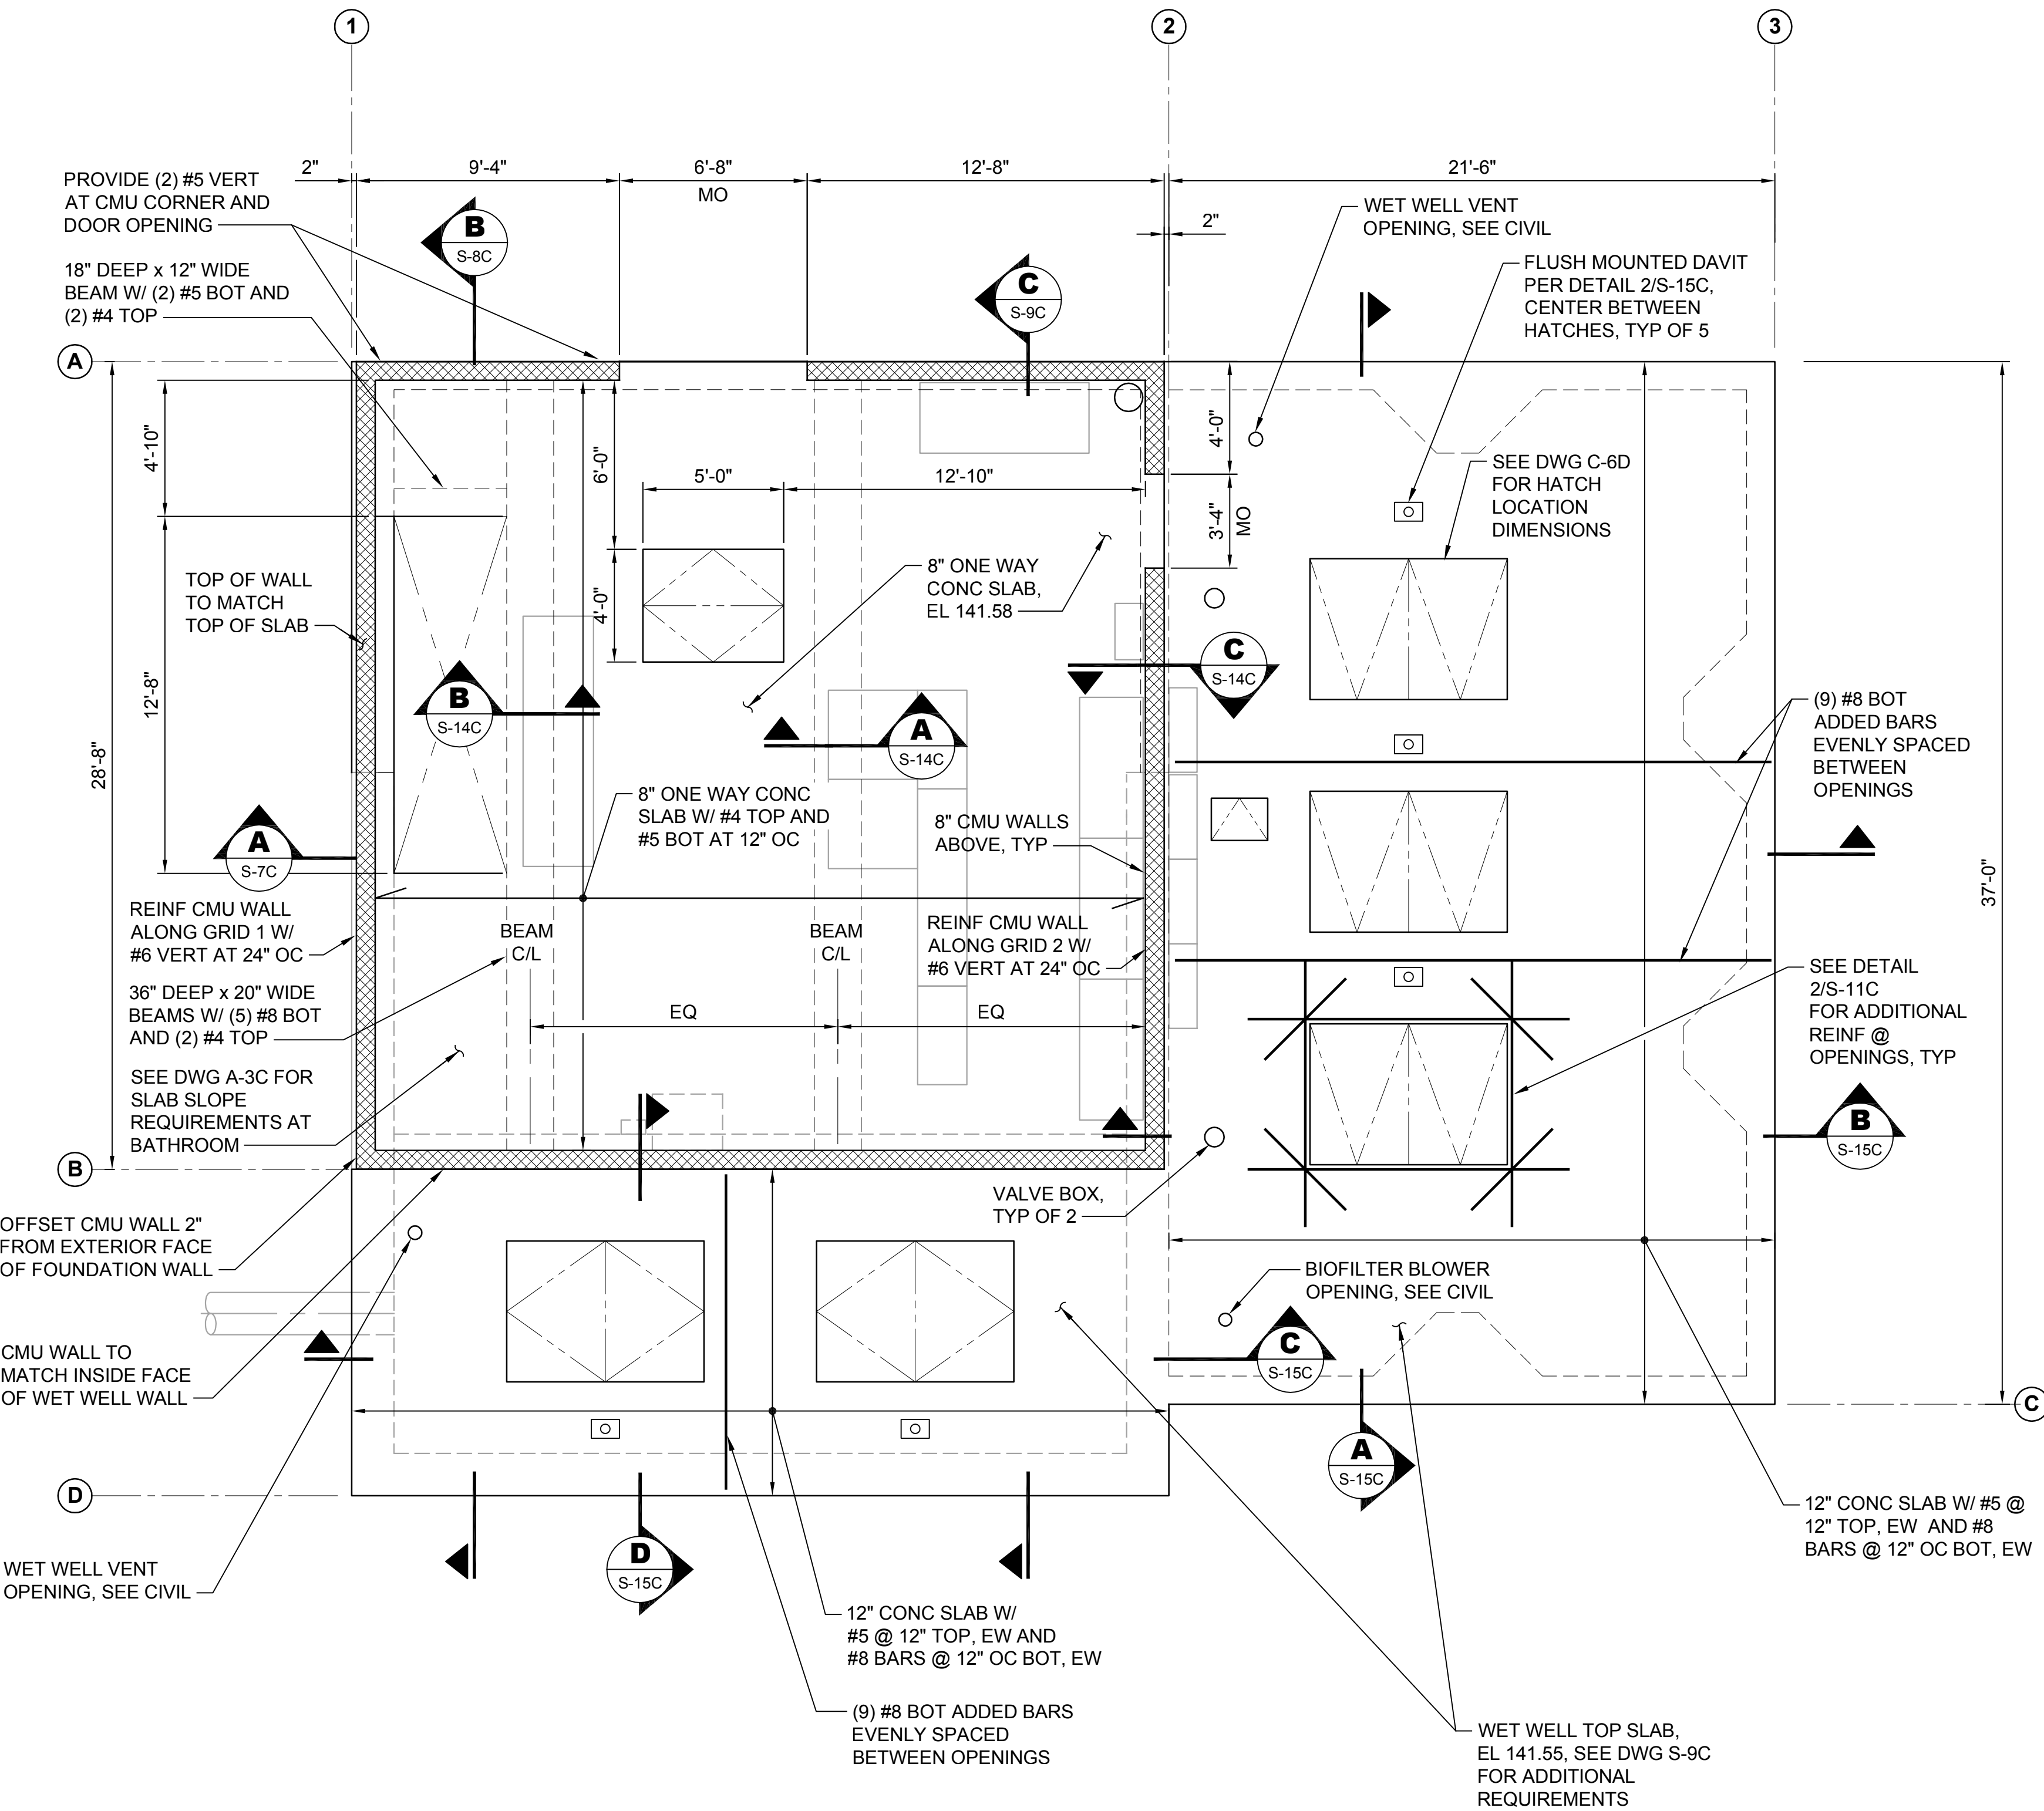 1
2
3
2"
9'-4"
6'-8"
MO
12'-8"
21'-6"
2"
PROVIDE (2) #5 VERT
AT CMU CORNER AND
DOOR OPENING
18" DEEP x 12" WIDE
BEAM W/ (2) #5 BOT AND
(2) #4 TOP
B
S-8C
C
S-9C
WET WELL VENT
OPENING, SEE CIVIL
FLUSH MOUNTED DAVIT
PER DETAIL 2/S-15C,
CENTER BETWEEN
HATCHES, TYP OF 5
A
4'-10"
6'-0"
5'-0"
12'-10"
4'-0"
3'-4"
MO
SEE DWG C-6D
FOR HATCH
LOCATION
DIMENSIONS
TOP OF WALL
TO MATCH
TOP OF SLAB
4'-0"
8" ONE WAY
CONC SLAB,
EL 141.58
12'-8"
28'-8"
B
S-14C
A
S-14C
C
S-14C
(9) #8 BOT
ADDED BARS
EVENLY SPACED
BETWEEN
OPENINGS
A
S-7C
8" ONE WAY CONC
SLAB W/ #4 TOP AND
#5 BOT AT 12" OC
8" CMU WALLS
ABOVE, TYP
37'-0"
REINF CMU WALL
ALONG GRID 1 W/
#6 VERT AT 24" OC
BEAM
C/L
BEAM
C/L
REINF CMU WALL
ALONG GRID 2 W/
#6 VERT AT 24" OC
36" DEEP x 20" WIDE
BEAMS W/ (5) #8 BOT
AND (2) #4 TOP
EQ
EQ
SEE DETAIL
2/S-11C
FOR ADDITIONAL
REINF @
OPENINGS, TYP
SEE DWG A-3C FOR
SLAB SLOPE
REQUIREMENTS AT
BATHROOM
B
S-15C
B
VALVE BOX,
TYP OF 2
OFFSET CMU WALL 2"
FROM EXTERIOR FACE
OF FOUNDATION WALL
BIOFILTER BLOWER
OPENING, SEE CIVIL
CMU WALL TO
MATCH INSIDE FACE
OF WET WELL WALL
C
S-15C
C
A
S-15C
D
WET WELL VENT
OPENING, SEE CIVIL
D
S-15C
12" CONC SLAB W/ #5 @
12" TOP, EW AND #8
BARS @ 12" OC BOT, EW
12" CONC SLAB W/
#5 @ 12" TOP, EW AND
#8 BARS @ 12" OC BOT, EW
(9) #8 BOT ADDED BARS
EVENLY SPACED
BETWEEN OPENINGS
WET WELL TOP SLAB,
EL 141.55, SEE DWG S-9C
FOR ADDITIONAL
REQUIREMENTS